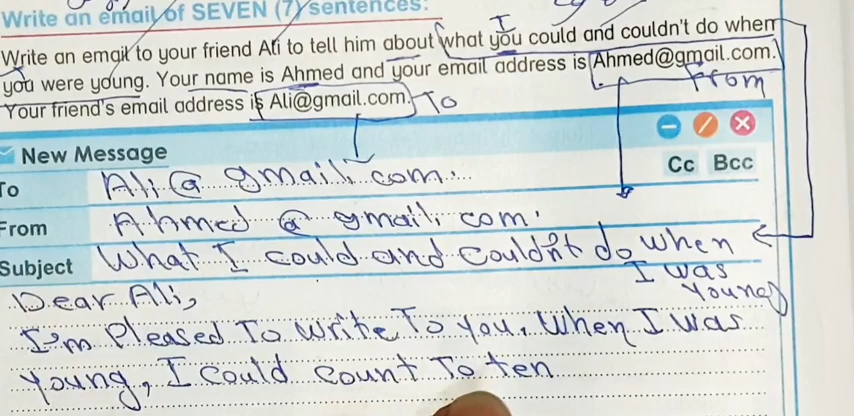 Write an email of SEVEN (7) sentences:
I
Write an email to your friend Ali to tell him about what you could and couldn't do when
you were young. Your name is Ahmed and your email address is Ahmed@gmail.com.
From
Your friend's email address is Ali@gmail.com. To
New Message
Cc Bcc
To Ali@gmail.com.
From Ahmed@gmail.com.
Subject What I could and couldn't do when
I was
young
Dear Ali,
I'm Pleased To write To you. When I was
young, I could count To ten